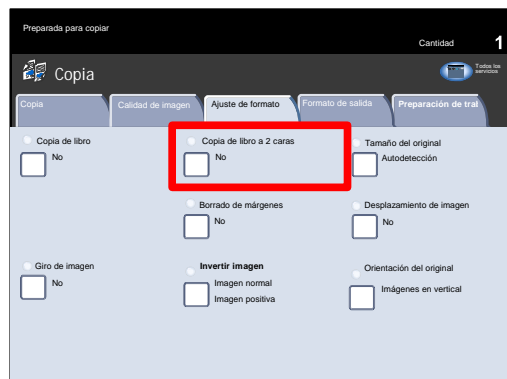 Preparada para copiar
Cantidad 1
Copia
Todos los
servicios
Copia
Calidad de imagen
Ajuste de formato
Formato de salida
Preparación de tral
Copia de libro
No
Copia de libro a 2 caras
No
Tamaño del original
Autodetección
Borrado de márgenes
No
Desplazamiento de imagen
No
Giro de imagen
No
Invertir imagen
Imagen normal
Imagen positiva
Orientación del original
Imágenes en vertical